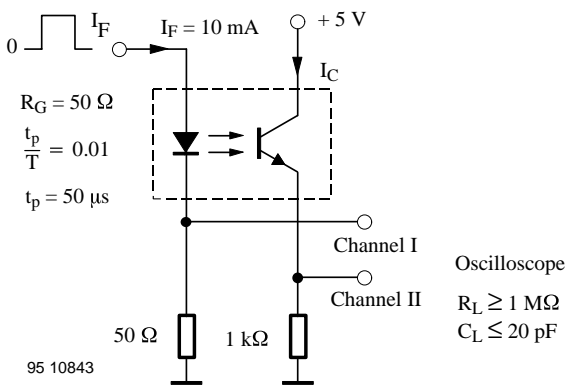 0
I_F
I_F = 10 mA
+ 5 V
I_C
R_G = 50 Ω
t_p/T = 0.01
t_p = 50 μs
Channel I
Channel II
Oscilloscope
R_L ≥ 1 MΩ
C_L ≤ 20 pF
50 Ω
1 kΩ
95 10843